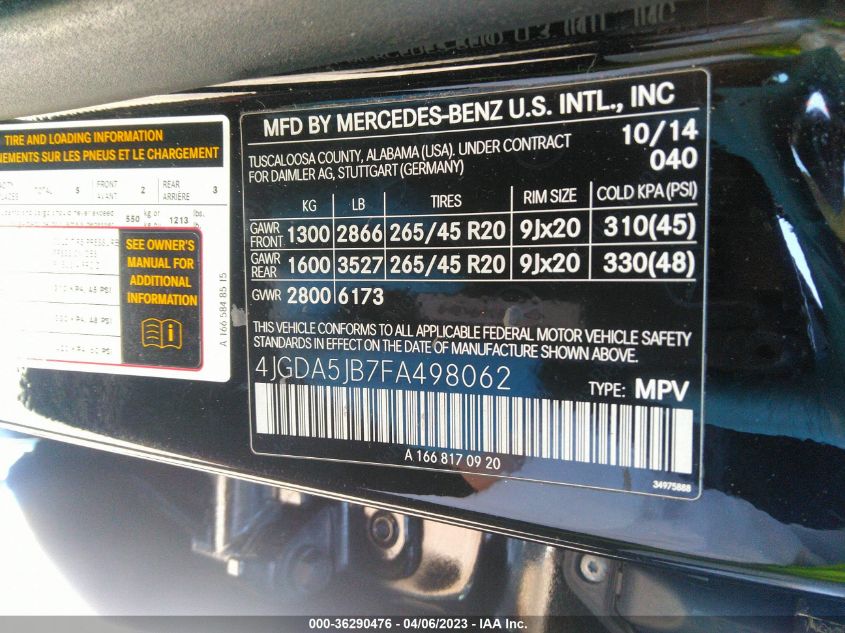 TIRE AND LOADING INFORMATION
NEMENTS SUR LES PNEUS ET LE CHARGEMENT
TOTAL 5 FRONT AVANT 2 REAR ARRIÈRE 3
550 kg or 1213 lbs.
SEE OWNER'S
MANUAL FOR
ADDITIONAL
INFORMATION
A 166 584 85 15
MFD BY MERCEDES-BENZ U.S. INTL., INC
TUSCALOOSA COUNTY, ALABAMA (USA). UNDER CONTRACT 10/14
FOR DAIMLER AG, STUTTGART (GERMANY) 040
KG LB TIRES RIM SIZE COLD KPA (PSI)
GAWR FRONT 1300 2866 265/45 R20 9Jx20 310(45)
GAWR REAR 1600 3527 265/45 R20 9Jx20 330(48)
GVWR 2800 6173
THIS VEHICLE CONFORMS TO ALL APPLICABLE FEDERAL MOTOR VEHICLE SAFETY
STANDARDS IN EFFECT ON THE DATE OF MANUFACTURE SHOWN ABOVE.
4JGDA5JB7FA498062 TYPE: MPV
A 166 817 09 20
34975888
000-36290476 - 04/06/2023 - IAA Inc.